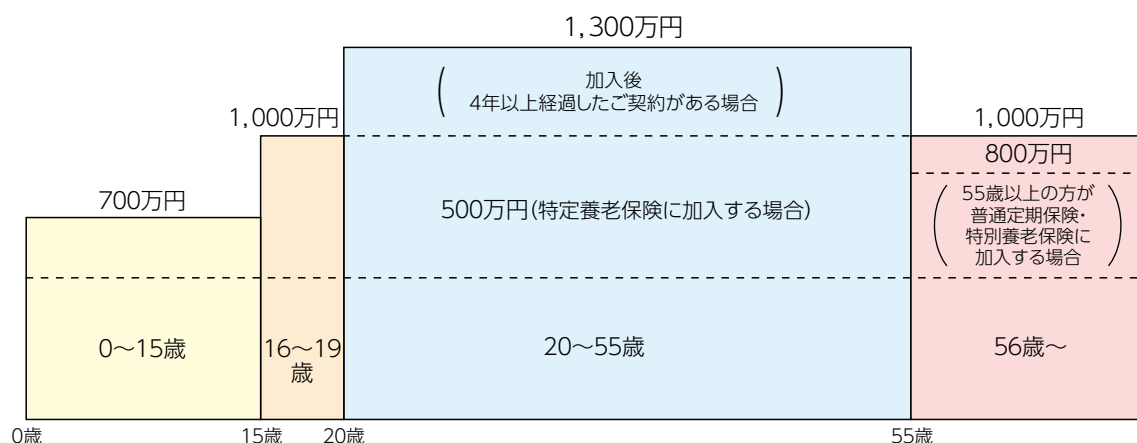 1,300万円
加入後
4年以上経過したご契約がある場合
1,000万円
1,000万円
800万円
700万円
500万円(特定養老保険に加入する場合)
55歳以上の方が
普通定期保険・
特別養老保険に
加入する場合
0〜15歳
16〜19
歳
20〜55歳
56歳〜
0歳
15歳
20歳
55歳